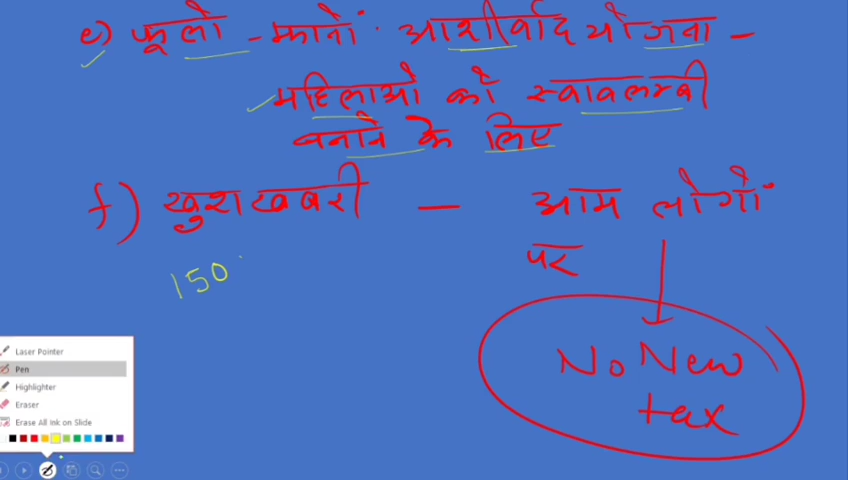 e) फूलो - झानो आशीर्वाद योजना -
महिलाओं को स्वावलम्बी
बनाने के लिए
f) खुशखबरी - आम लोगों
पर
150
No New
tax
Laser Pointer
Pen
Highlighter
Eraser
Erase All Ink on Slide